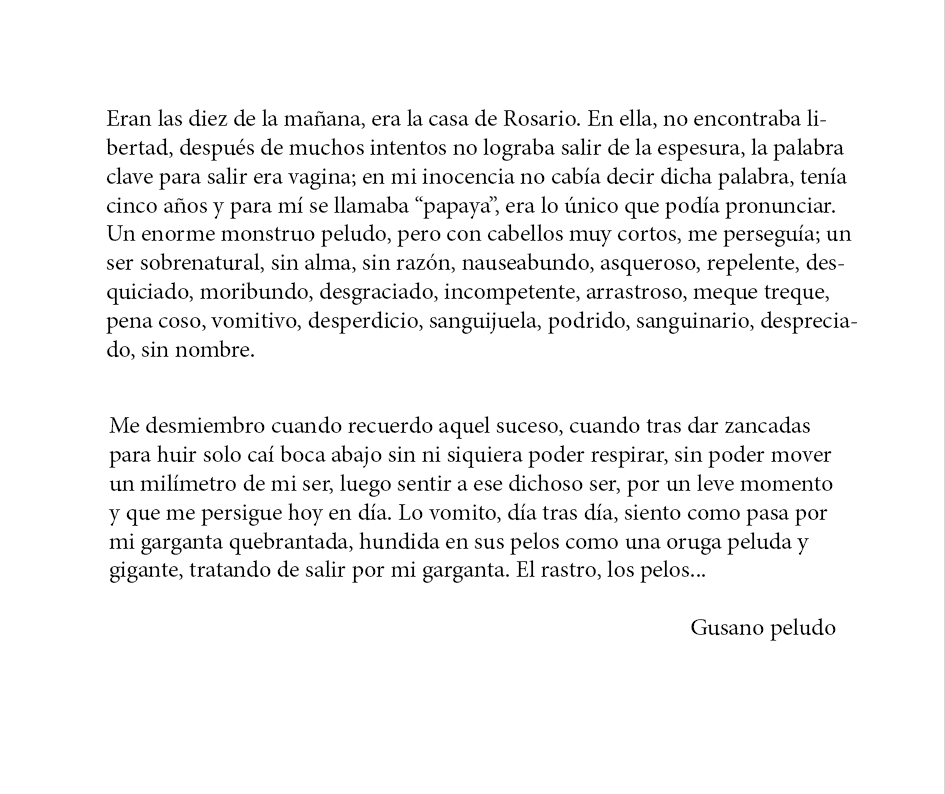 Eran las diez de la mañana, era la casa de Rosario. En ella, no encontraba li-
bertad, después de muchos intentos no lograba salir de la espesura, la palabra
clave para salir era vagina; en mi inocencia no cabía decir dicha palabra, tenía
cinco años y para mí se llamaba “papaya”, era lo único que podía pronunciar.
Un enorme monstruo peludo, pero con cabellos muy cortos, me perseguía; un
ser sobrenatural, sin alma, sin razón, nauseabundo, asqueroso, repelente, des-
quiciado, moribundo, desgraciado, incompetente, arrastroso, meque treque,
pena coso, vomitivo, desperdicio, sanguijuela, podrido, sanguinario, desprecia-
do, sin nombre.
Me desmiembro cuando recuerdo aquel suceso, cuando tras dar zancadas
para huir solo caí boca abajo sin ni siquiera poder respirar, sin poder mover
un milímetro de mi ser, luego sentir a ese dichoso ser, por un leve momento
y que me persigue hoy en día. Lo vomito, día tras día, siento como pasa por
mi garganta quebrantada, hundida en sus pelos como una oruga peluda y
gigante, tratando de salir por mi garganta. El rastro, los pelos...
Gusano peludo